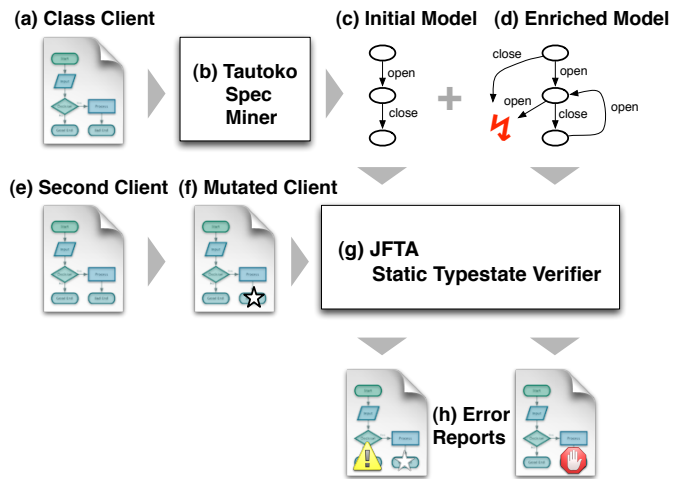 (a) Class Client
(c) Initial Model
(d) Enriched Model
(b) Tautoko
Spec
Miner
open
close
close
open
open
close
open
(e) Second Client
(f) Mutated Client
(g) JFTA
Static Typestate Verifier
(h) Error
Reports